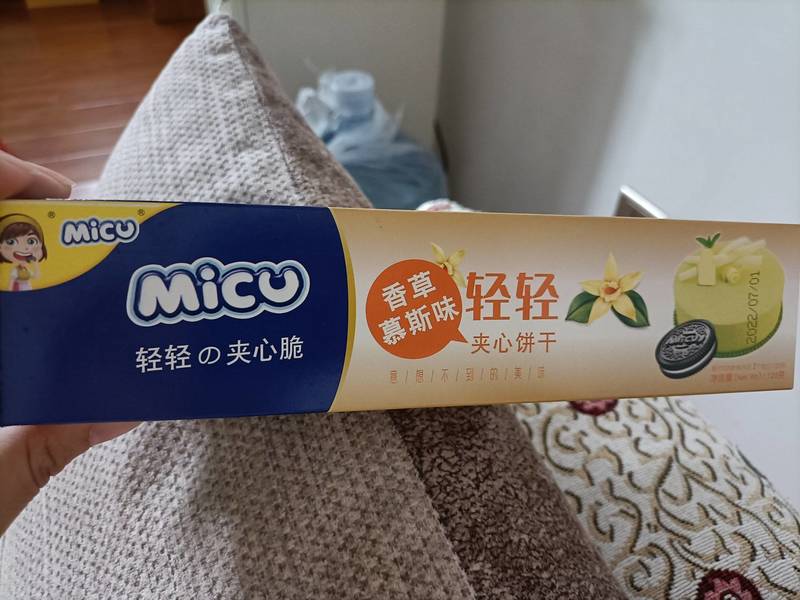 MiCU
MiCU
轻轻の夹心脆
香草
慕斯味
轻轻
夹心饼干
意/想/不/到/的/美/味
MiCU
2022/07/01